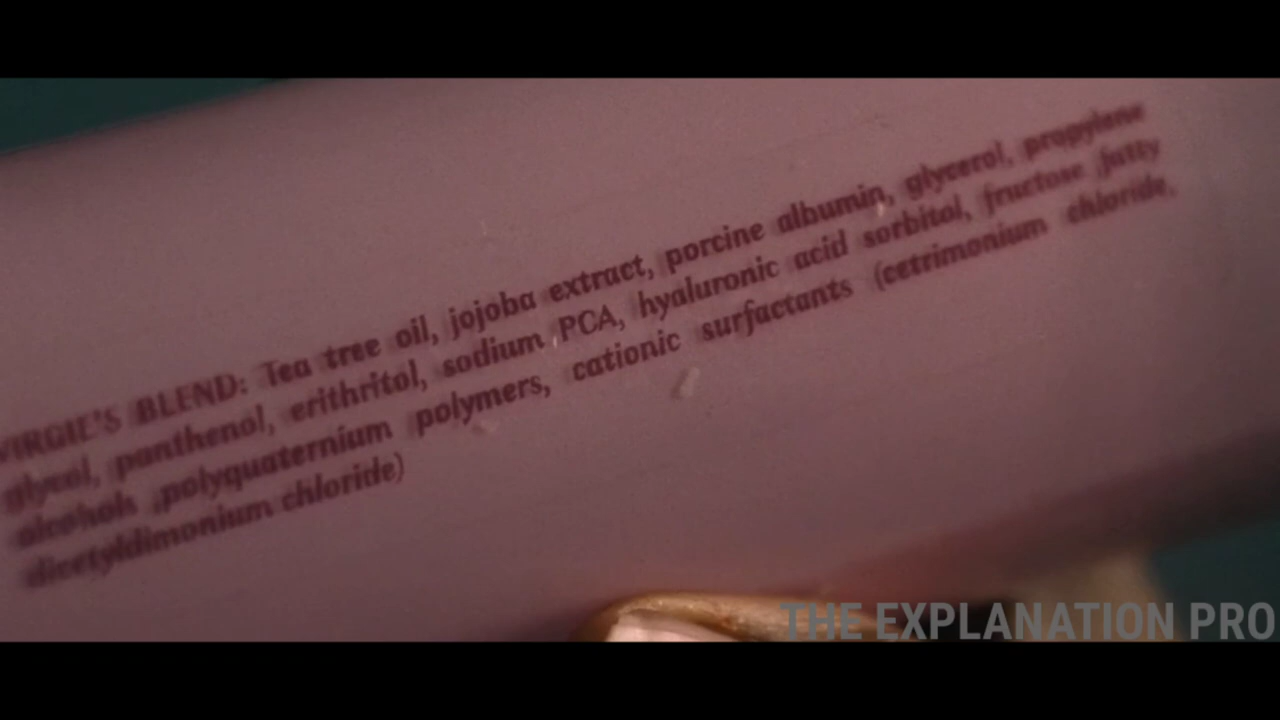 VIRGIE'S BLEND: Tea tree oil, jojoba extract, porcine albumin, glycerol, propylene
glycol, panthenol, erithritol, sodium PCA, hyaluronic acid sorbitol, fructose fatty
alcohols ,polyquaternium polymers, cationic surfactants (cetrimonium chloride,
dicetyldimonium chloride)
THE EXPLANATION PRO